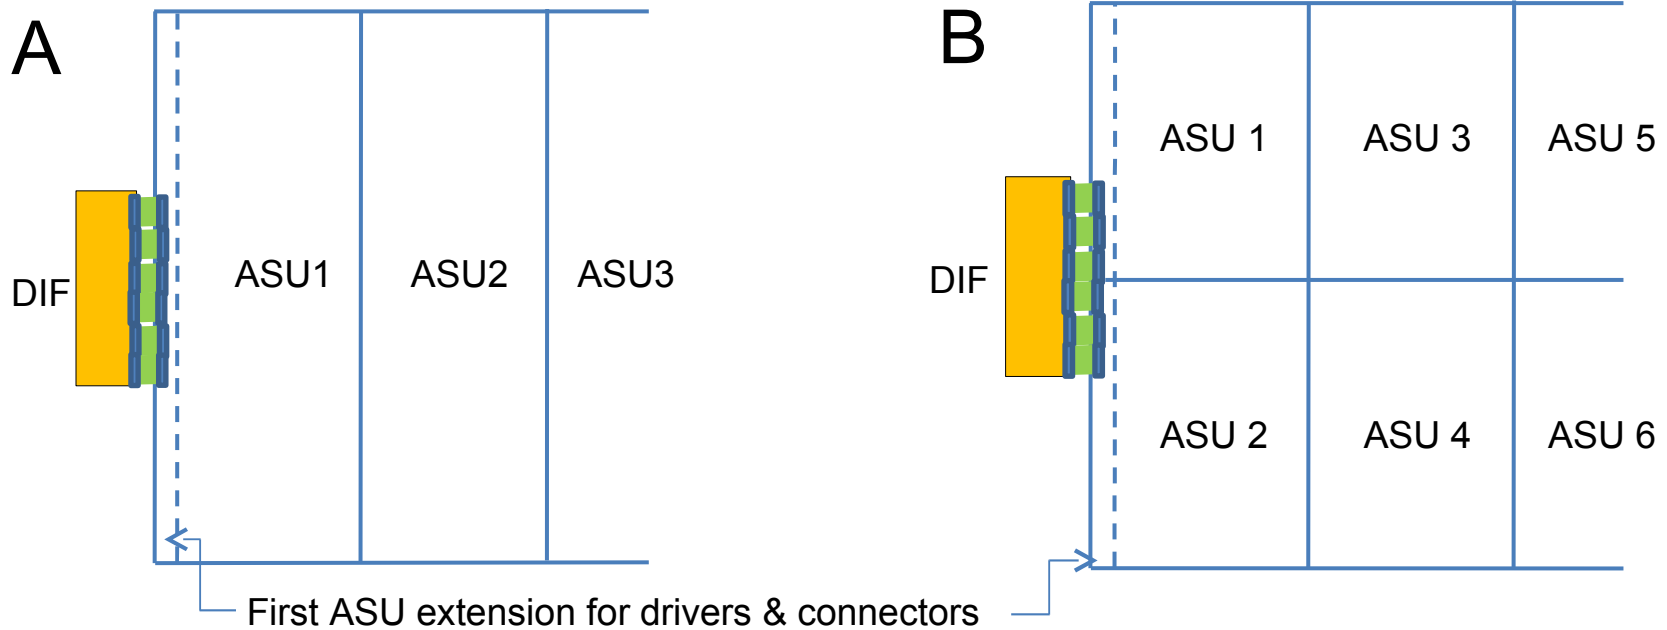 A
B
ASU 1
ASU 3
ASU 5
DIF
ASU1
ASU2
ASU3
DIF
ASU 2
ASU 4
ASU 6
First ASU extension for drivers & connectors